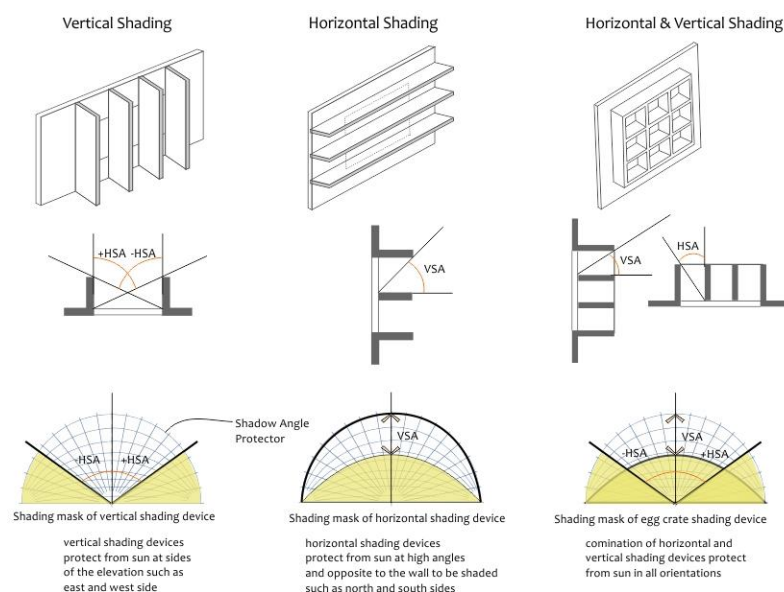 Vertical Shading
Horizontal Shading
Horizontal & Vertical Shading
+HSA -HSA
VSA
VSA
HSA
Shadow Angle
Protector
-HSA +HSA
VSA
-HSA VSA +HSA
Shading mask of vertical shading device
Shading mask of horizontal shading device
Shading mask of egg crate shading device
vertical shading devices
protect from sun at sides
of the elevation such as
east and west side
horizontal shading devices
protect from sun at high angles
and opposite to the wall to be shaded
such as north and south sides
comination of horizontal and
vertical shading devices protect
from sun in all orientations